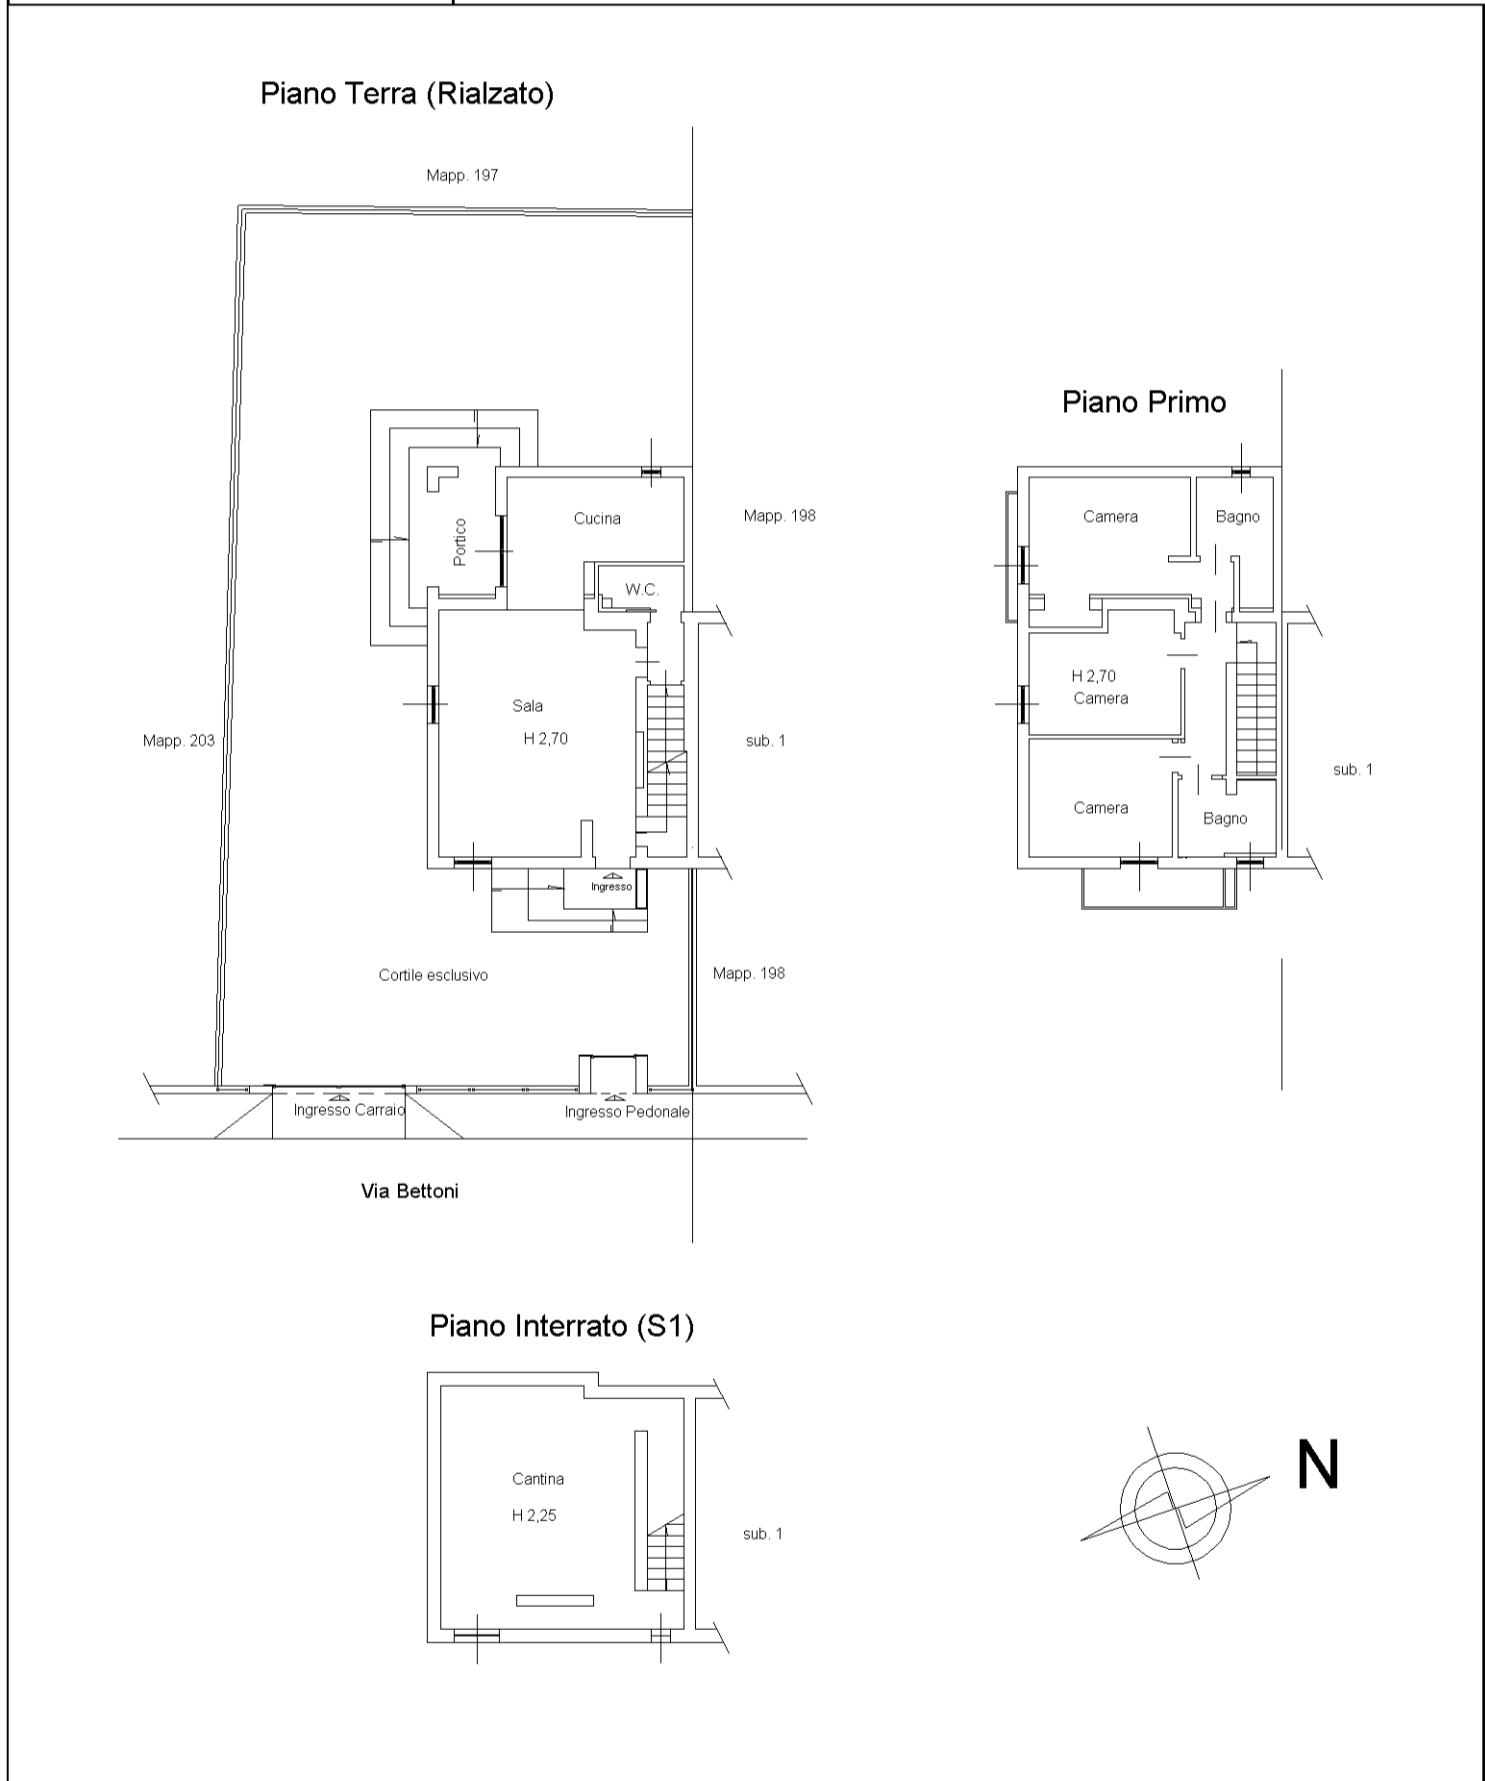 Piano Terra (Rialzato)
Mapp. 197
Piano Primo
Cucina
Portico
W.C.
Mapp. 198
Camera
Bagno
Mapp. 203
Sala
H 2,70
sub. 1
H 2,70
Camera
sub. 1
Camera
Bagno
Ingresso
Cortile esclusivo
Mapp. 198
Ingresso Carraio
Ingresso Pedonale
Via Bettoni
Piano Interrato (S1)
Cantina
H 2,25
sub. 1
N